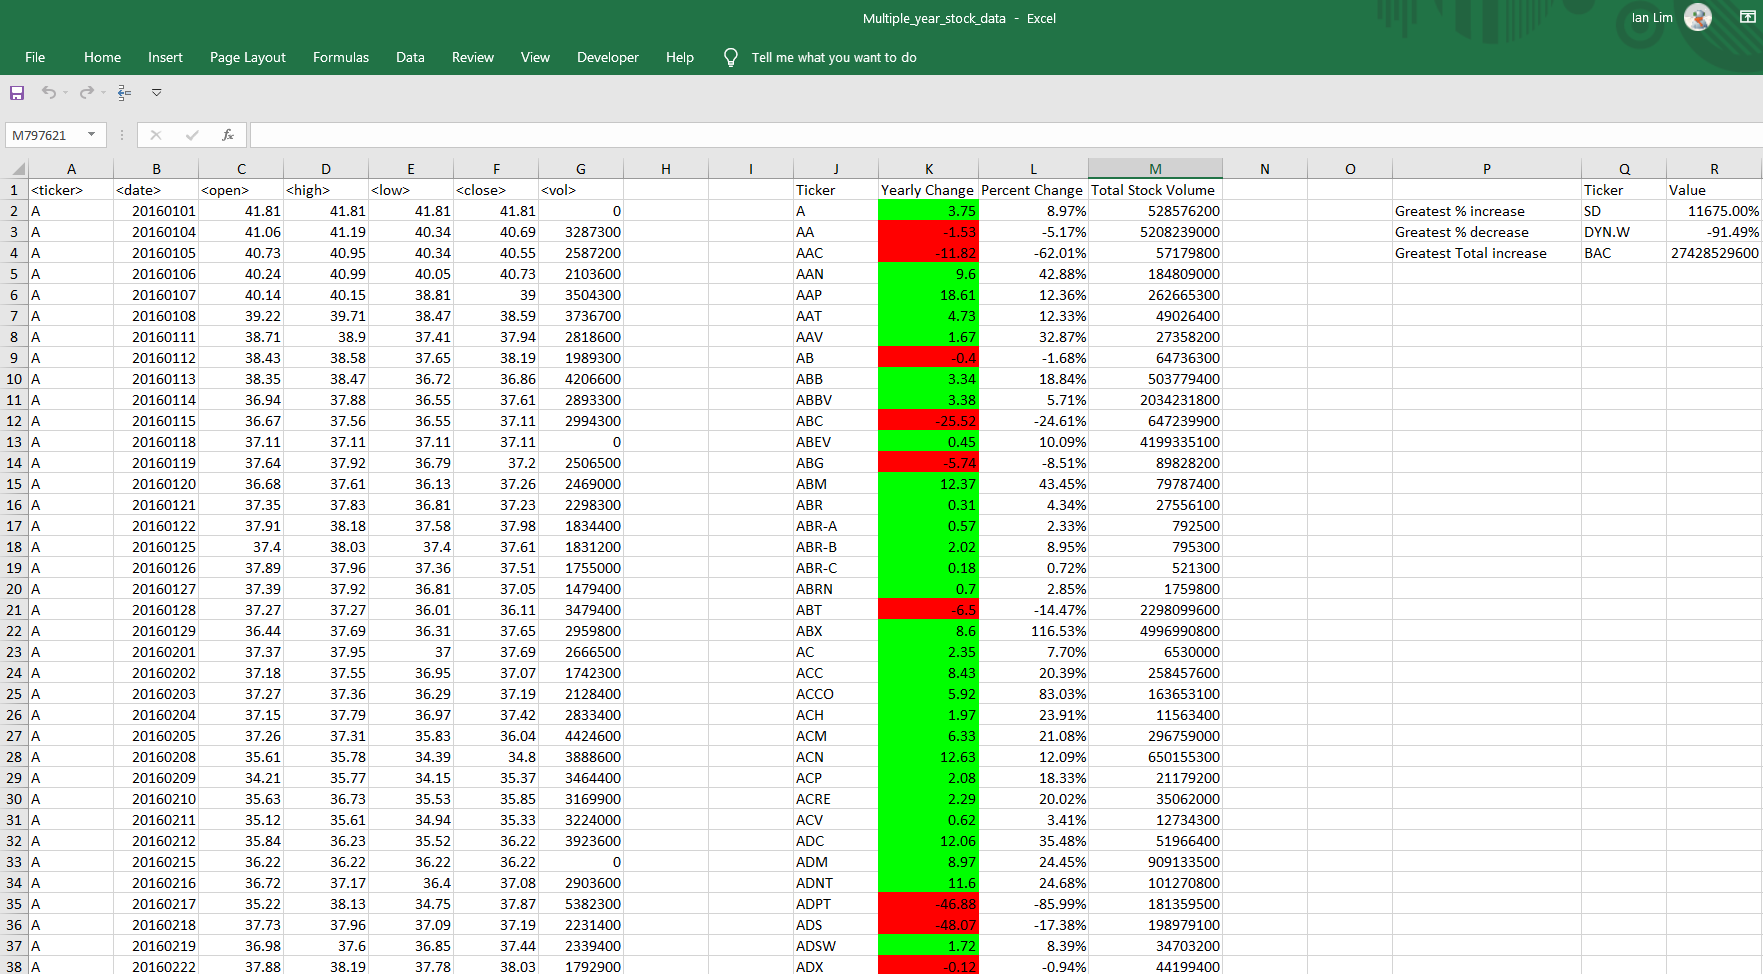 Multiple_year_stock_data - Excel
Ian Lim
File Home Insert Page Layout Formulas Data Review View Developer Help Tell me what you want to do
M797621 fx
A B C D E F G H I J K L M N O P Q R
1 <ticker> <date> <open> <high> <low> <close> <vol> Ticker Yearly Change Percent Change Total Stock Volume Ticker Value
2 A 20160101 41.81 41.81 41.81 41.81 0 A 3.75 8.97% 528576200 Greatest % increase SD 11675.00%
3 A 20160104 41.06 41.19 40.34 40.69 3287300 AA -1.53 -5.17% 5208239000 Greatest % decrease DYN.W -91.49%
4 A 20160105 40.73 40.95 40.34 40.55 2587200 AAC -11.82 -62.01% 57179800 Greatest Total increase BAC 27428529600
5 A 20160106 40.24 40.99 40.05 40.73 2103600 AAN 9.6 42.88% 184809000
6 A 20160107 40.14 40.15 38.81 39 3504300 AAP 18.61 12.36% 262665300
7 A 20160108 39.22 39.71 38.47 38.59 3736700 AAT 4.73 12.33% 49026400
8 A 20160111 38.71 38.9 37.41 37.94 2818600 AAV 1.67 32.87% 27358200
9 A 20160112 38.43 38.58 37.65 38.19 1989300 AB -0.4 -1.68% 64736300
10 A 20160113 38.35 38.47 36.72 36.86 4206600 ABB 3.34 18.84% 503779400
11 A 20160114 36.94 37.88 36.55 37.61 2893300 ABBV 3.38 5.71% 2034231800
12 A 20160115 36.67 37.56 36.55 37.11 2994300 ABC -25.52 -24.61% 647239900
13 A 20160118 37.11 37.11 37.11 37.11 0 ABEV 0.45 10.09% 4199335100
14 A 20160119 37.64 37.92 36.79 37.2 2506500 ABG -5.74 -8.51% 89828200
15 A 20160120 36.68 37.61 36.13 37.26 2469000 ABM 12.37 43.45% 79787400
16 A 20160121 37.35 37.83 36.81 37.23 2298300 ABR 0.31 4.34% 27556100
17 A 20160122 37.91 38.18 37.58 37.98 1834400 ABR-A 0.57 2.33% 792500
18 A 20160125 37.4 38.03 37.4 37.61 1831200 ABR-B 2.02 8.95% 795300
19 A 20160126 37.89 37.96 37.36 37.51 1755000 ABR-C 0.18 0.72% 521300
20 A 20160127 37.39 37.92 36.81 37.05 1479400 ABRN 0.7 2.85% 1759800
21 A 20160128 37.27 37.27 36.01 36.11 3479400 ABT -6.5 -14.47% 2298099600
22 A 20160129 36.44 37.69 36.31 37.65 2959800 ABX 8.6 116.53% 4996990800
23 A 20160201 37.37 37.95 37 37.69 2666500 AC 2.35 7.70% 6530000
24 A 20160202 37.18 37.55 36.95 37.07 1742300 ACC 8.43 20.39% 258457600
25 A 20160203 37.27 37.36 36.29 37.19 2128400 ACCO 5.92 83.03% 163653100
26 A 20160204 37.15 37.79 36.97 37.42 2833400 ACH 1.97 23.91% 11563400
27 A 20160205 37.26 37.31 35.83 36.04 4424600 ACM 6.33 21.08% 296759000
28 A 20160208 35.61 35.78 34.39 34.8 3888600 ACN 12.63 12.09% 650155300
29 A 20160209 34.21 35.77 34.15 35.37 3464400 ACP 2.08 18.33% 21179200
30 A 20160210 35.63 36.73 35.53 35.85 3169900 ACRE 2.29 20.02% 35062000
31 A 20160211 35.12 35.61 34.94 35.33 3224000 ACV 0.62 3.41% 12734300
32 A 20160212 35.84 36.23 35.52 36.22 3923600 ADC 12.06 35.48% 51966400
33 A 20160215 36.22 36.22 36.22 36.22 0 ADM 8.97 24.45% 909133500
34 A 20160216 36.72 37.17 36.4 37.08 2903600 ADNT 11.6 24.68% 101270800
35 A 20160217 35.22 38.13 34.75 37.87 5382300 ADPT -46.88 -85.99% 181359500
36 A 20160218 37.73 37.96 37.09 37.19 2231400 ADS -48.07 -17.38% 198979100
37 A 20160219 36.98 37.6 36.85 37.44 2339400 ADSW 1.72 8.39% 34703200
38 A 20160222 37.88 38.19 37.78 38.03 1792900 ADX -0.12 -0.94% 44199400